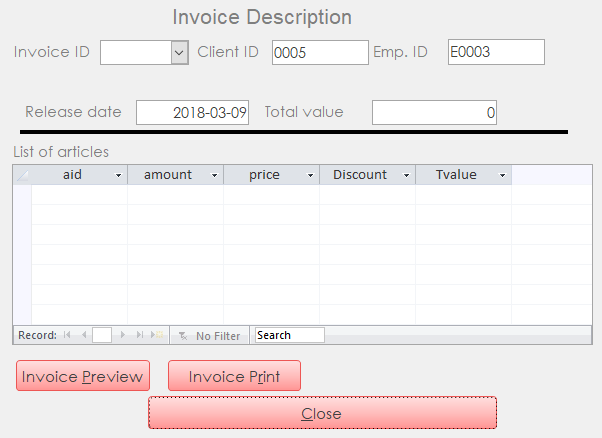 Invoice Description
Invoice ID Client ID 0005 Emp. ID E0003
Release date 2018-03-09 Total value 0
List of articles
aid amount price Discount Tvalue
Record: No Filter Search
Invoice Preview Invoice Print
Close